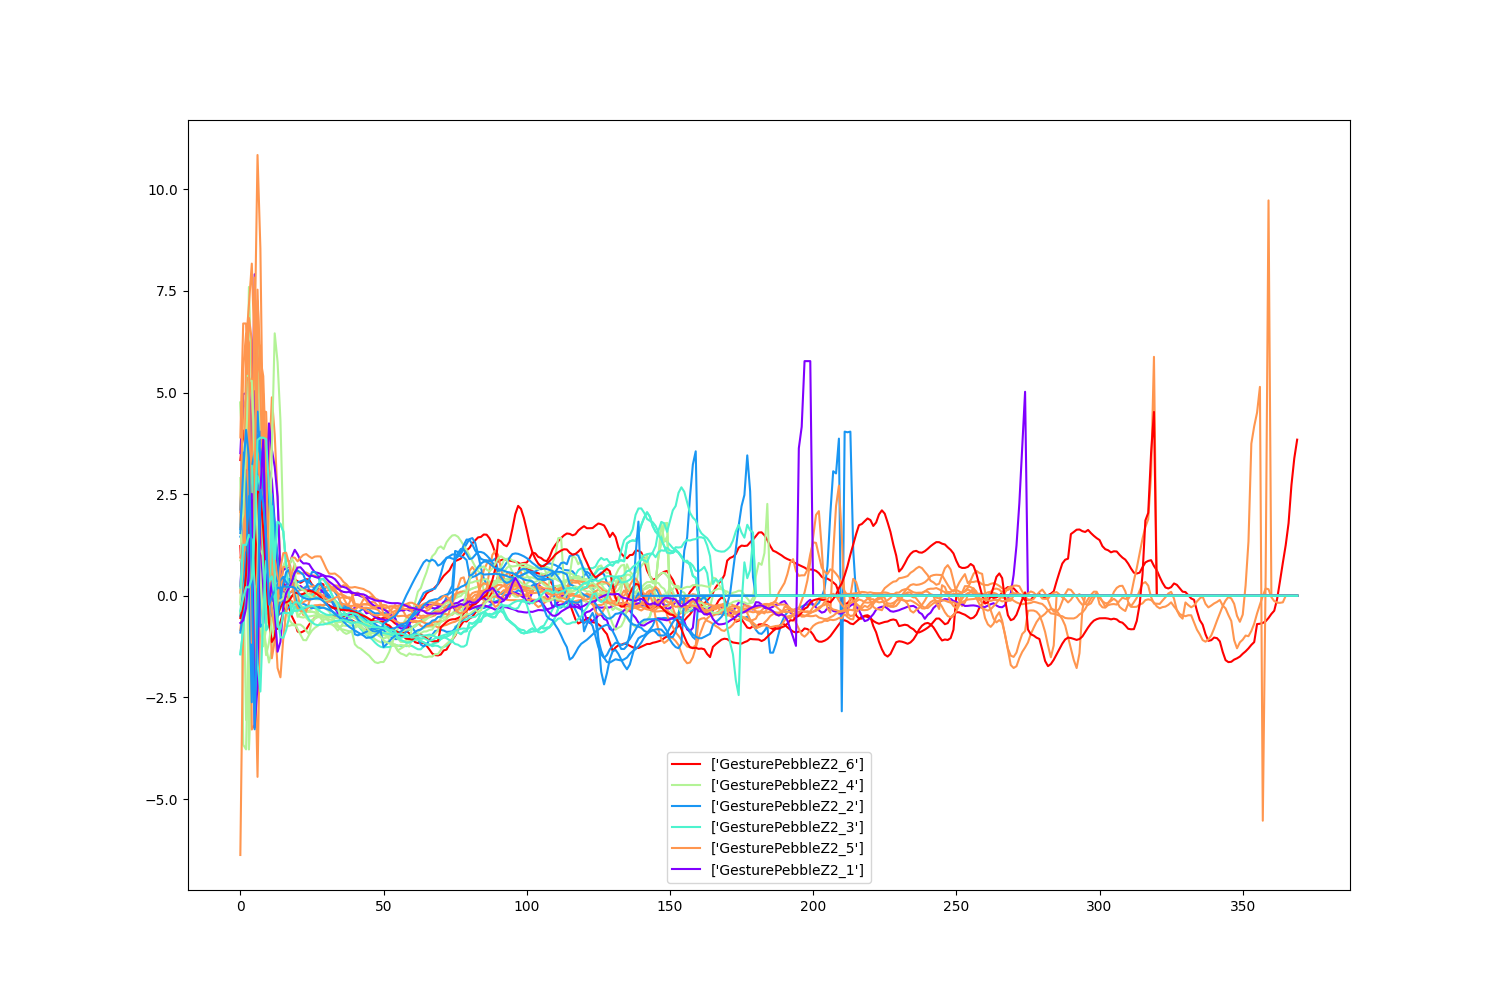 10.0
7.5
5.0
2.5
0.0
−2.5
−5.0
0 50 100 150 200 250 300 350
['GesturePebbleZ2_6']
['GesturePebbleZ2_4']
['GesturePebbleZ2_2']
['GesturePebbleZ2_3']
['GesturePebbleZ2_5']
['GesturePebbleZ2_1']